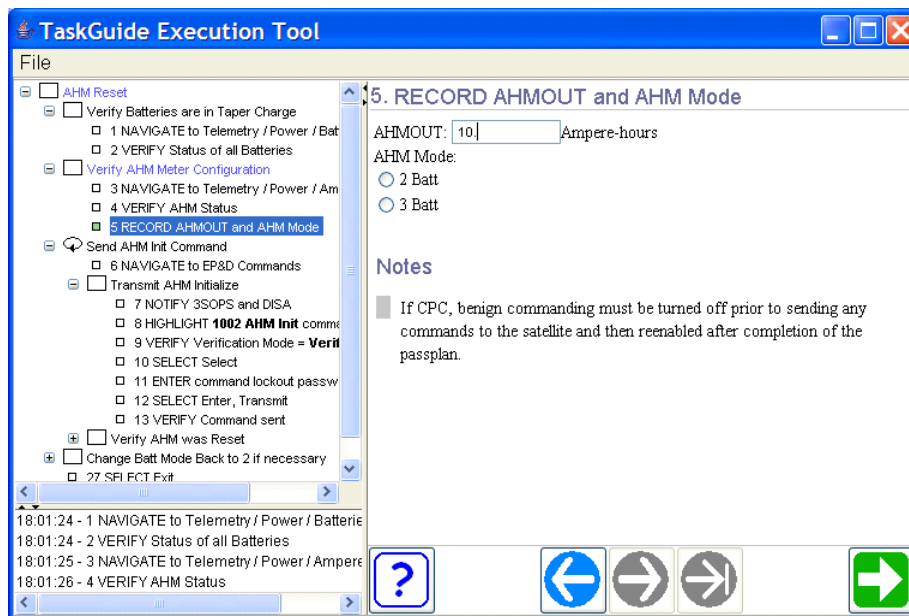 TaskGuide Execution Tool
File
AHM Reset
Verify Batteries are in Taper Charge
1 NAVIGATE to Telemetry / Power / Bat
2 VERIFY Status of all Batteries
Verify AHM Meter Configuration
3 NAVIGATE to Telemetry / Power / Am
4 VERIFY AHM Status
5 RECORD AHMOUT and AHM Mode
Send AHM Init Command
6 NAVIGATE to EP&D Commands
Transmit AHM Initialize
7 NOTIFY 3SOPS and DISA
8 HIGHLIGHT 1002 AHM Init comma
9 VERIFY Verification Mode = Verif
10 SELECT Select
11 ENTER command lockout passw
12 SELECT Enter, Transmit
13 VERIFY Command sent
Verify AHM was Reset
Change Batt Mode Back to 2 if necessary
27 SELECT Exit
18:01:24 - 1 NAVIGATE to Telemetry / Power / Batterie
18:01:24 - 2 VERIFY Status of all Batteries
18:01:25 - 3 NAVIGATE to Telemetry / Power / Ampere
18:01:26 - 4 VERIFY AHM Status
5. RECORD AHMOUT and AHM Mode
AHMOUT: 10. Ampere-hours
AHM Mode:
2 Batt
3 Batt
Notes
If CPC, benign commanding must be turned off prior to sending any
commands to the satellite and then reenabled after completion of the
passplan.
?